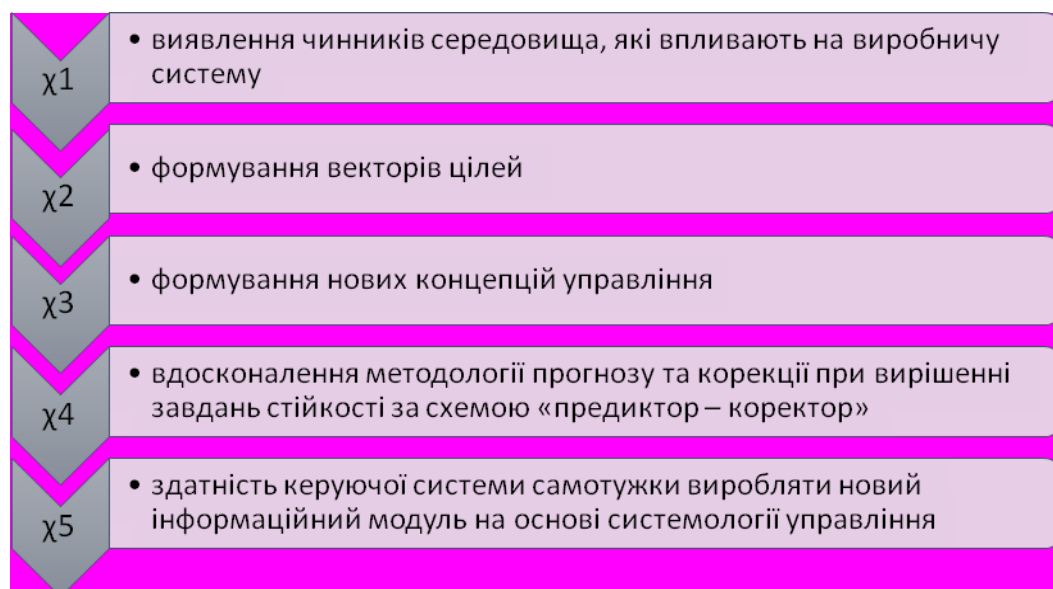 χ1
• виявлення чинників середовища, які впливають на виробничу
систему
χ2
• формування векторів цілей
χ3
• формування нових концепцій управління
χ4
• вдосконалення методології прогнозу та корекції при вирішенні
завдань стійкості за схемою «предиктор – коректор»
χ5
• здатність керуючої системи самотужки виробляти новий
інформаційний модуль на основі системології управління